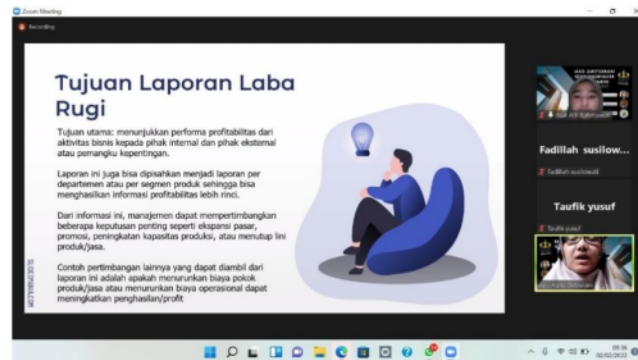 Zoom Meeting
Recording
Tujuan Laporan Laba
Rugi
Tujuan utama: menunjukkan performa profitabilitas dari
aktivitas bisnis kepada pihak internal dan pihak eksternal
atau pemangku kepentingan.
Laporan ini juga bisa dipisahkan menjadi laporan per
departemen atau per segmen produk sehingga bisa
menghasilkan informasi profitabilitas lebih rinci.
Dari informasi ini, manajemen dapat mempertimbangkan
beberapa keputusan penting seperti ekspansi pasar,
promosi, peningkatan kapasitas produksi, atau menutup lini
produk/jasa.
Contoh pertimbangan lainnya yang dapat diambil dari
laporan ini adalah apakah menurunkan biaya pokok
produk/jasa atau menurunkan biaya operasional dapat
meningkatkan penghasilan/profit
SLIDESMANIA.COM
Fadillah susilow...
Fadillah susilowati
Taufik yusuf
Taufik yusuf
02/02/2022